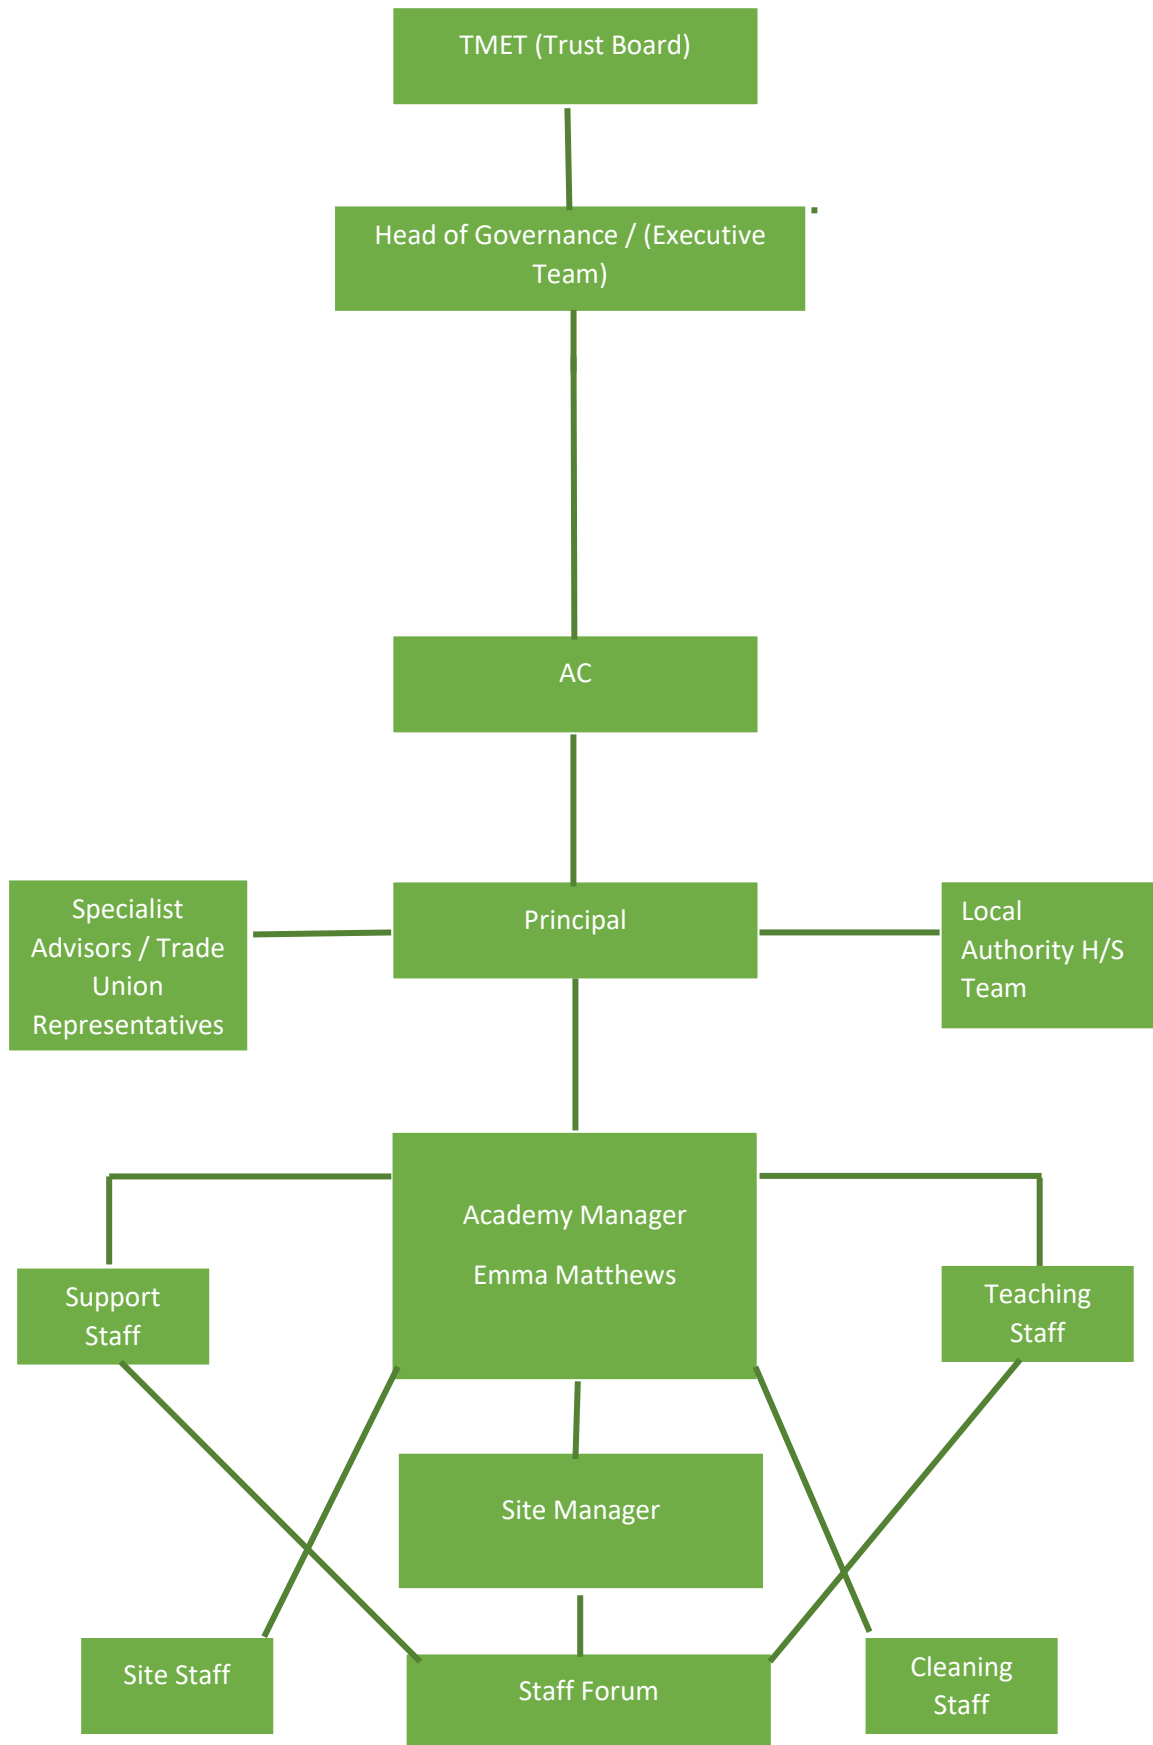 TMET (Trust Board)
Head of Governance / (Executive
Team)
AC
Specialist
Advisors / Trade
Union
Representatives
Principal
Local
Authority H/S
Team
Academy Manager
Emma Matthews
Support
Staff
Teaching
Staff
Site Manager
Site Staff
Staff Forum
Cleaning
Staff